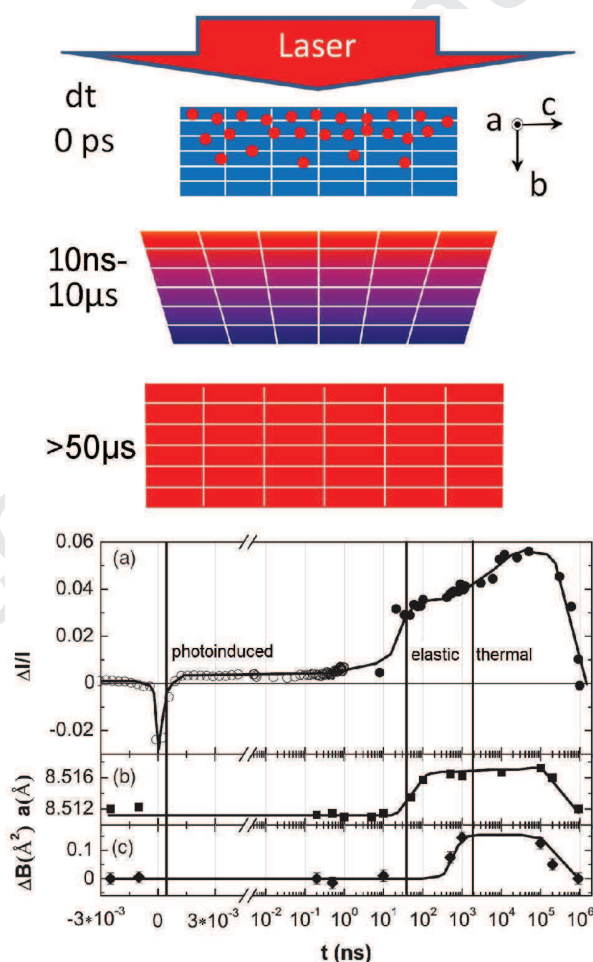 Laser
dt
0 ps
a c
b
10ns-
10μs
>50μs
(a)
0.06
0.04
0.02
0
-0.02
ΔI/I
photoinduced
elastic
thermal
(b)
8.516
8.512
a(Å)
(c)
0.1
0
ΔB(Å²)
-3*10⁻³ 0 3*10⁻³ 10⁻² 10⁻¹ 10⁰ 10¹ 10² 10³ 10⁴ 10⁵ 10⁶
t (ns)